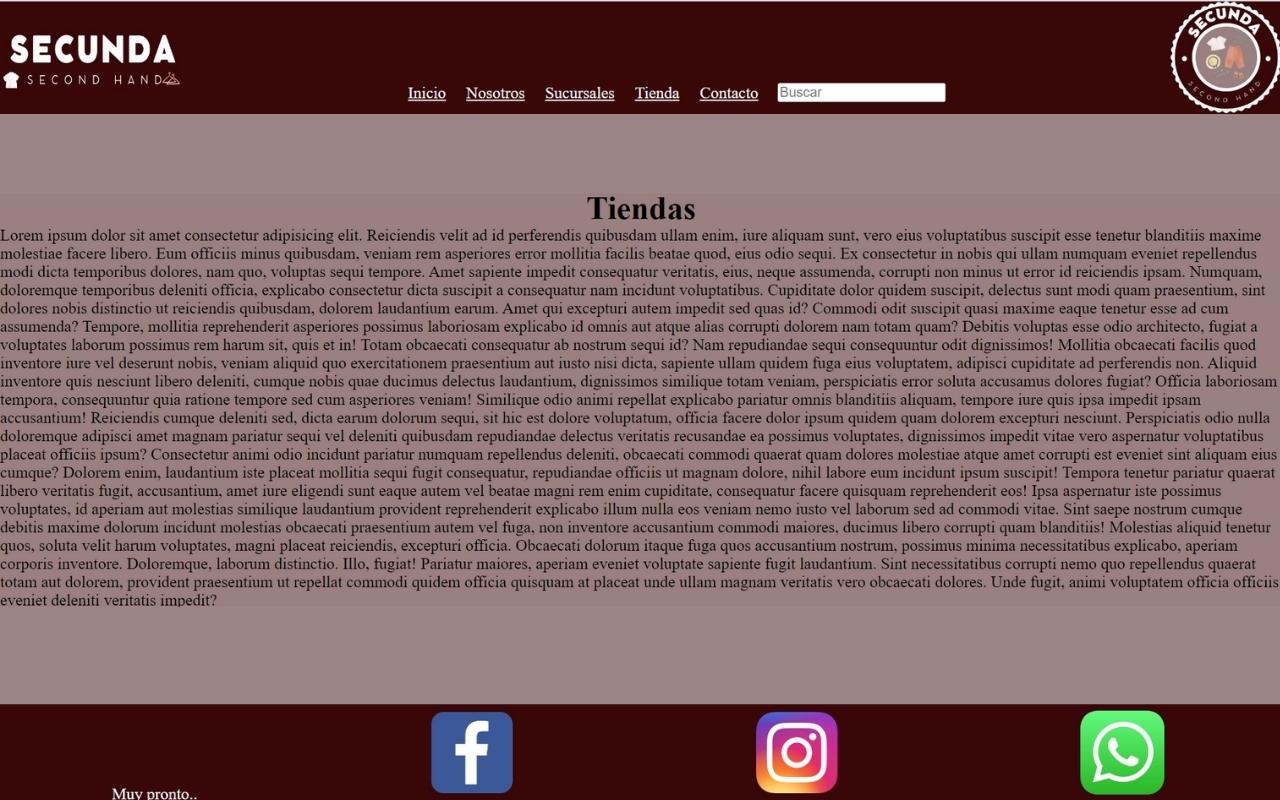 SECUNDA
SECOND HAND
Inicio Nosotros Sucursales Tienda Contacto Buscar
SECUNDA
SECOND HAND
Tiendas
Lorem ipsum dolor sit amet consectetur adipisicing elit. Reiciendis velit ad id perferendis quibusdam ullam enim, iure aliquam sunt, vero eius voluptatibus suscipit esse tenetur blanditiis maxime
molestiae facere libero. Eum officiis minus quibusdam, veniam rem asperiores error mollitia facilis beatae quod, eius odio sequi. Ex consectetur in nobis qui ullam numquam eveniet repellendus
modi dicta temporibus dolores, nam quo, voluptas sequi tempore. Amet sapiente impedit consequatur veritatis, eius, neque assumenda, corrupti non minus ut error id reiciendis ipsam. Numquam,
doloremque temporibus deleniti officia, explicabo consectetur dicta suscipit a consequatur nam incidunt voluptatibus. Cupiditate dolor quidem suscipit, delectus sunt modi quam praesentium, sint
dolores nobis distinctio ut reiciendis quibusdam, dolorem laudantium earum. Amet qui excepturi autem impedit sed quas id? Commodi odit suscipit quasi maxime eaque tenetur esse ad cum
assumenda? Tempore, mollitia reprehenderit asperiores possimus laboriosam explicabo id omnis aut atque alias corrupti dolorem nam totam quam? Debitis voluptas esse odio architecto, fugiat a
voluptates laborum possimus rem harum sit, quis et in! Totam obcaecati consequatur ab nostrum sequi id? Nam repudiandae sequi consequuntur odit dignissimos! Mollitia obcaecati facilis quod
inventore iure vel deserunt nobis, veniam aliquid quo exercitationem praesentium aut iusto nisi dicta, sapiente ullam quidem fuga eius voluptatem, adipisci cupiditate ad perferendis non. Aliquid
inventore quis nesciunt libero deleniti, cumque nobis quae ducimus delectus laudantium, dignissimos similique totam veniam, perspiciatis error soluta accusamus dolores fugiat? Officia laboriosam
tempora, consequuntur quia ratione tempore sed cum asperiores veniam! Similique odio animi repellat explicabo pariatur omnis blanditiis aliquam, tempore iure quis ipsa impedit ipsam
accusantium! Reiciendis cumque deleniti sed, dicta earum dolorum sequi, sit hic est dolore voluptatum, officia facere dolor ipsum quidem quam dolorem excepturi nesciunt. Perspiciatis odio nulla
doloremque adipisci amet magnam pariatur sequi vel deleniti quibusdam repudiandae delectus veritatis recusandae ea possimus voluptates, dignissimos impedit vitae vero aspernatur voluptatibus
placeat officiis ipsum? Consectetur animi odio incidunt pariatur numquam repellendus deleniti, obcaecati commodi quaerat quam dolores molestiae atque amet corrupti est eveniet sint aliquam eius
cumque? Dolorem enim, laudantium iste placeat mollitia sequi fugit consequatur, repudiandae officiis ut magnam dolore, nihil labore eum incidunt ipsum suscipit! Tempora tenetur pariatur quaerat
libero veritatis fugit, accusantium, amet iure eligendi sunt eaque autem vel beatae magni rem enim cupiditate, consequatur facere quisquam reprehenderit eos! Ipsa aspernatur iste possimus
voluptates, id aperiam aut molestias similique laudantium provident reprehenderit explicabo illum nulla eos veniam nemo iusto vel laborum sed ad commodi vitae. Sint saepe nostrum cumque
debitis maxime dolorum incidunt molestias obcaecati praesentium autem vel fuga, non inventore accusantium commodi maiores, ducimus libero corrupti quam blanditiis! Molestias aliquid tenetur
quos, soluta velit harum voluptates, magni placeat reiciendis, excepturi officia. Obcaecati dolorum itaque fuga quos accusantium nostrum, possimus minima necessitatibus explicabo, aperiam
corporis inventore. Doloremque, laborum distinctio. Illo, fugiat! Pariatur maiores, aperiam eveniet voluptate sapiente fugit laudantium. Sint necessitatibus corrupti nemo quo repellendus quaerat
totam aut dolorem, provident praesentium ut repellat commodi quidem officia quisquam at placeat unde ullam magnam veritatis vero obcaecati dolores. Unde fugit, animi voluptatem officia officiis
eveniet deleniti veritatis impedit?
Muy pronto..